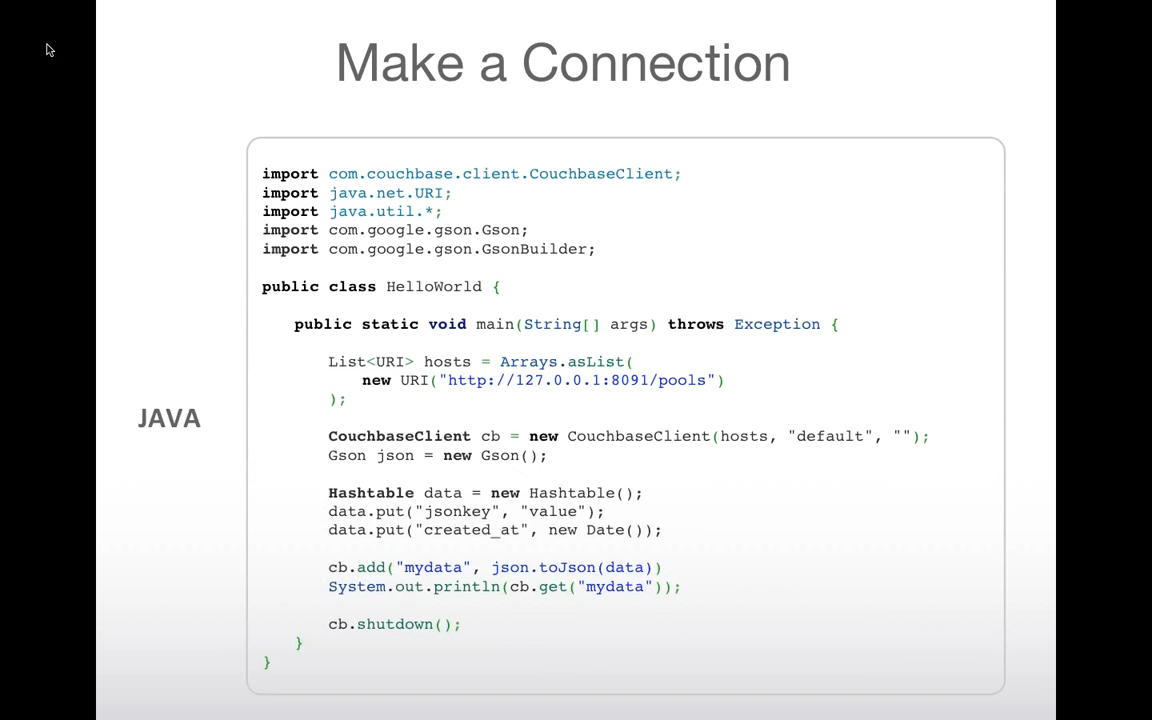 Make a Connection
JAVA
import com.couchbase.client.CouchbaseClient;
import java.net.URI;
import java.util.*;
import com.google.gson.Gson;
import com.google.gson.GsonBuilder;
public class HelloWorld {
public static void main(String[] args) throws Exception {
List<URI> hosts = Arrays.asList(
new URI("http://127.0.0.1:8091/pools")
);
CouchbaseClient cb = new CouchbaseClient(hosts, "default", "");
Gson json = new Gson();
Hashtable data = new Hashtable();
data.put("jsonkey", "value");
data.put("created_at", new Date());
cb.add("mydata", json.toJson(data))
System.out.println(cb.get("mydata"));
cb.shutdown();
}
}